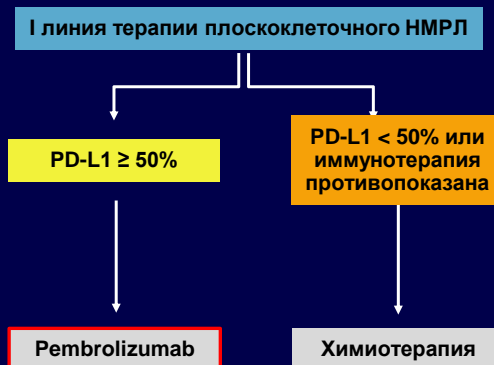 I линия терапии плоскоклеточного НМРЛ
PD-L1 ≥ 50%
PD-L1 < 50% или
иммунотерапия
противопоказана
Pembrolizumab
Химиотерапия